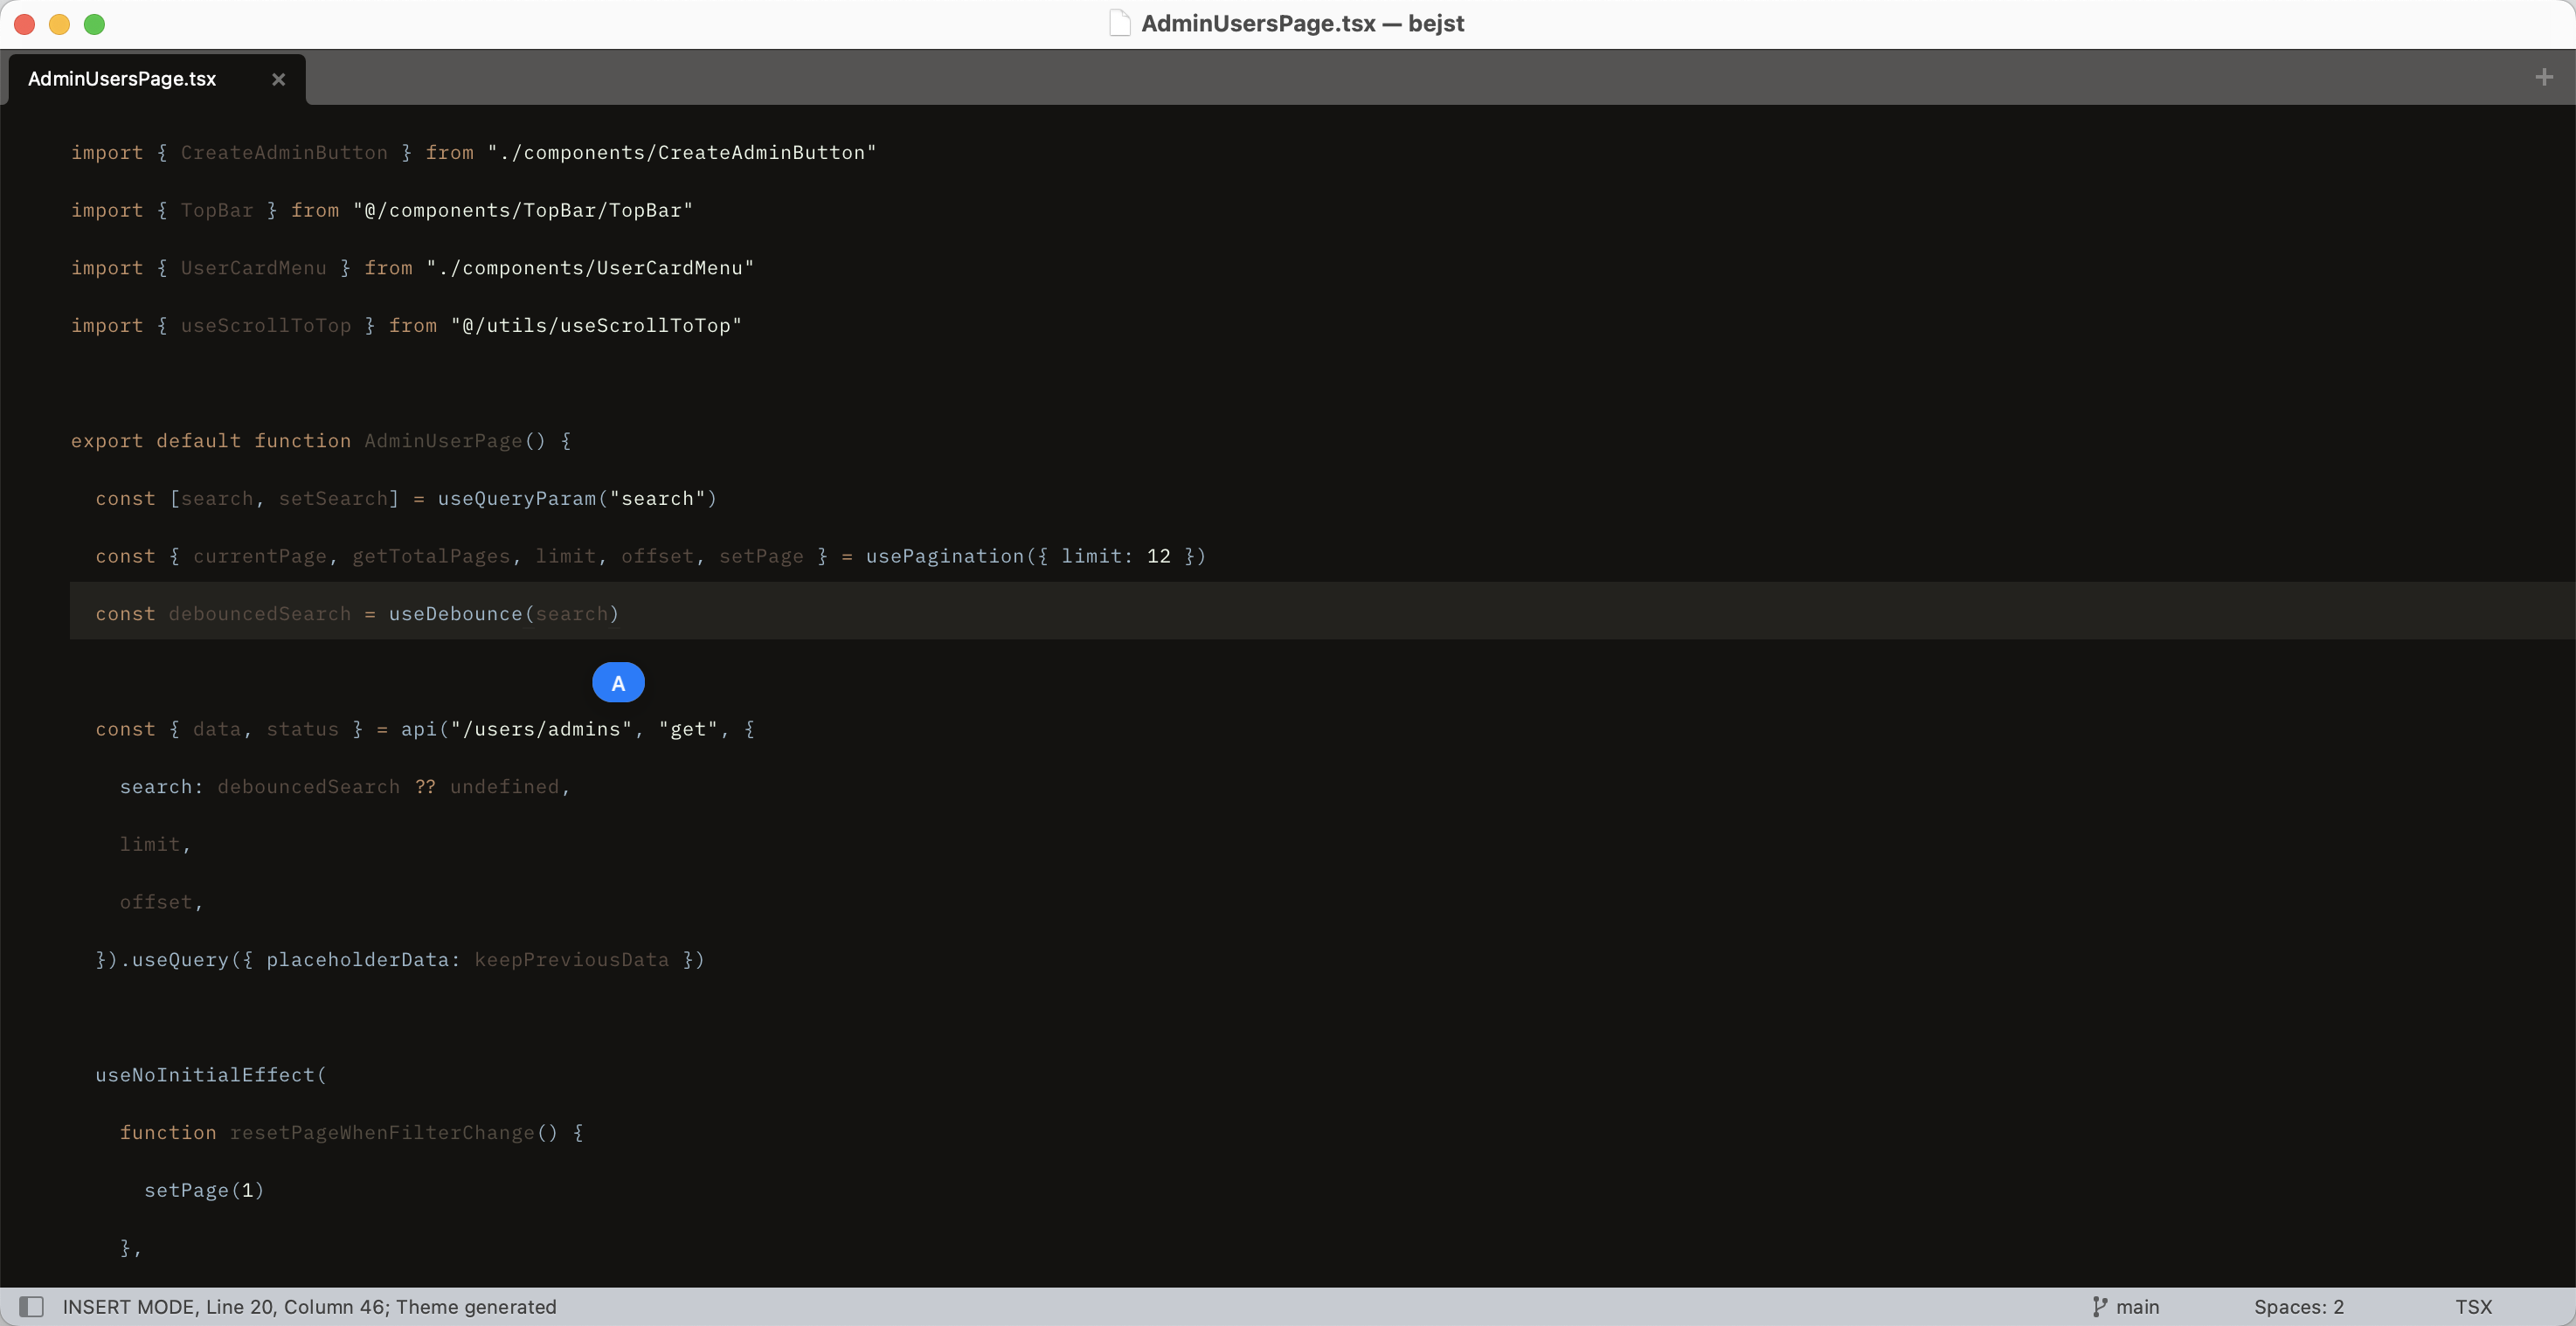 AdminUsersPage.tsx — bejst
AdminUsersPage.tsx
import { CreateAdminButton } from "./components/CreateAdminButton"
import { TopBar } from "@/components/TopBar/TopBar"
import { UserCardMenu } from "./components/UserCardMenu"
import { useScrollToTop } from "@/utils/useScrollToTop"
export default function AdminUserPage() {
const [search, setSearch] = useQueryParam("search")
const { currentPage, getTotalPages, limit, offset, setPage } = usePagination({ limit: 12 })
const debouncedSearch = useDebounce(search)
A
const { data, status } = api("/users/admins", "get", {
search: debouncedSearch ?? undefined,
limit,
offset,
}).useQuery({ placeholderData: keepPreviousData })
useNoInitialEffect(
function resetPageWhenFilterChange() {
setPage(1)
},
INSERT MODE, Line 20, Column 46; Theme generated
main
Spaces: 2
TSX